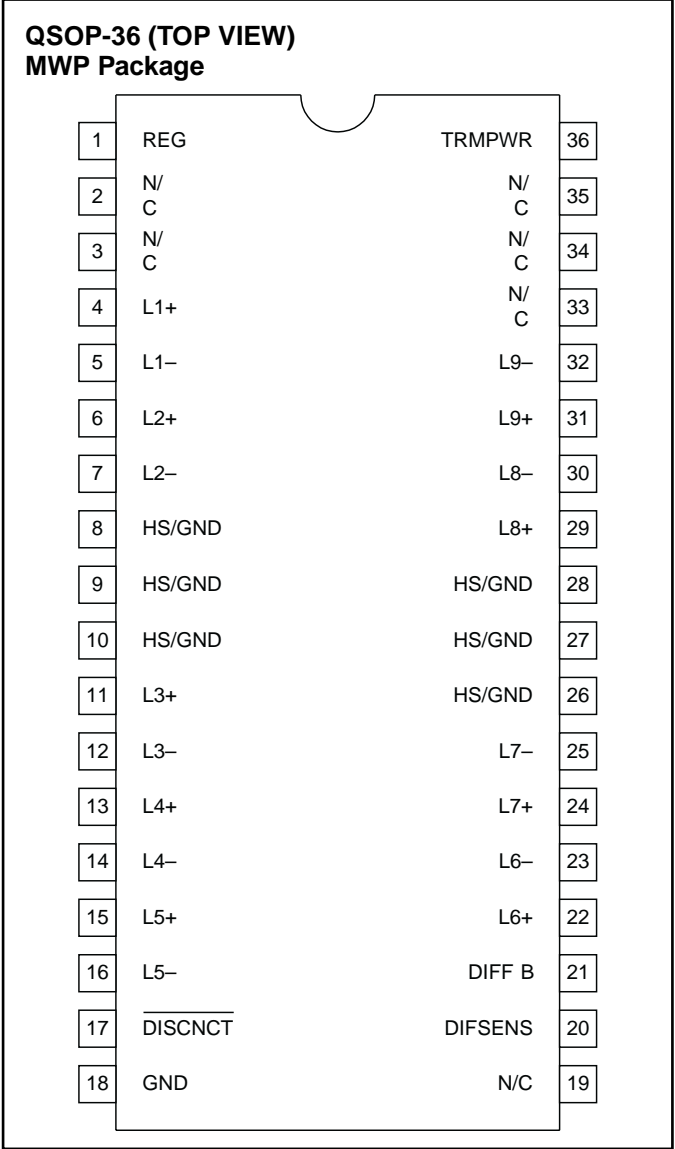 QSOP-36 (TOP VIEW)
MWP Package
1 REG TRMPWR 36
2 N/
C N/
C 35
3 N/
C N/
C 34
4 L1+ N/
C 33
5 L1– L9– 32
6 L2+ L9+ 31
7 L2– L8– 30
8 HS/GND L8+ 29
9 HS/GND HS/GND 28
10 HS/GND HS/GND 27
11 L3+ HS/GND 26
12 L3– L7– 25
13 L4+ L7+ 24
14 L4– L6– 23
15 L5+ L6+ 22
16 L5– DIFF B 21
17 DISCNCT DIFSENS 20
18 GND N/C 19